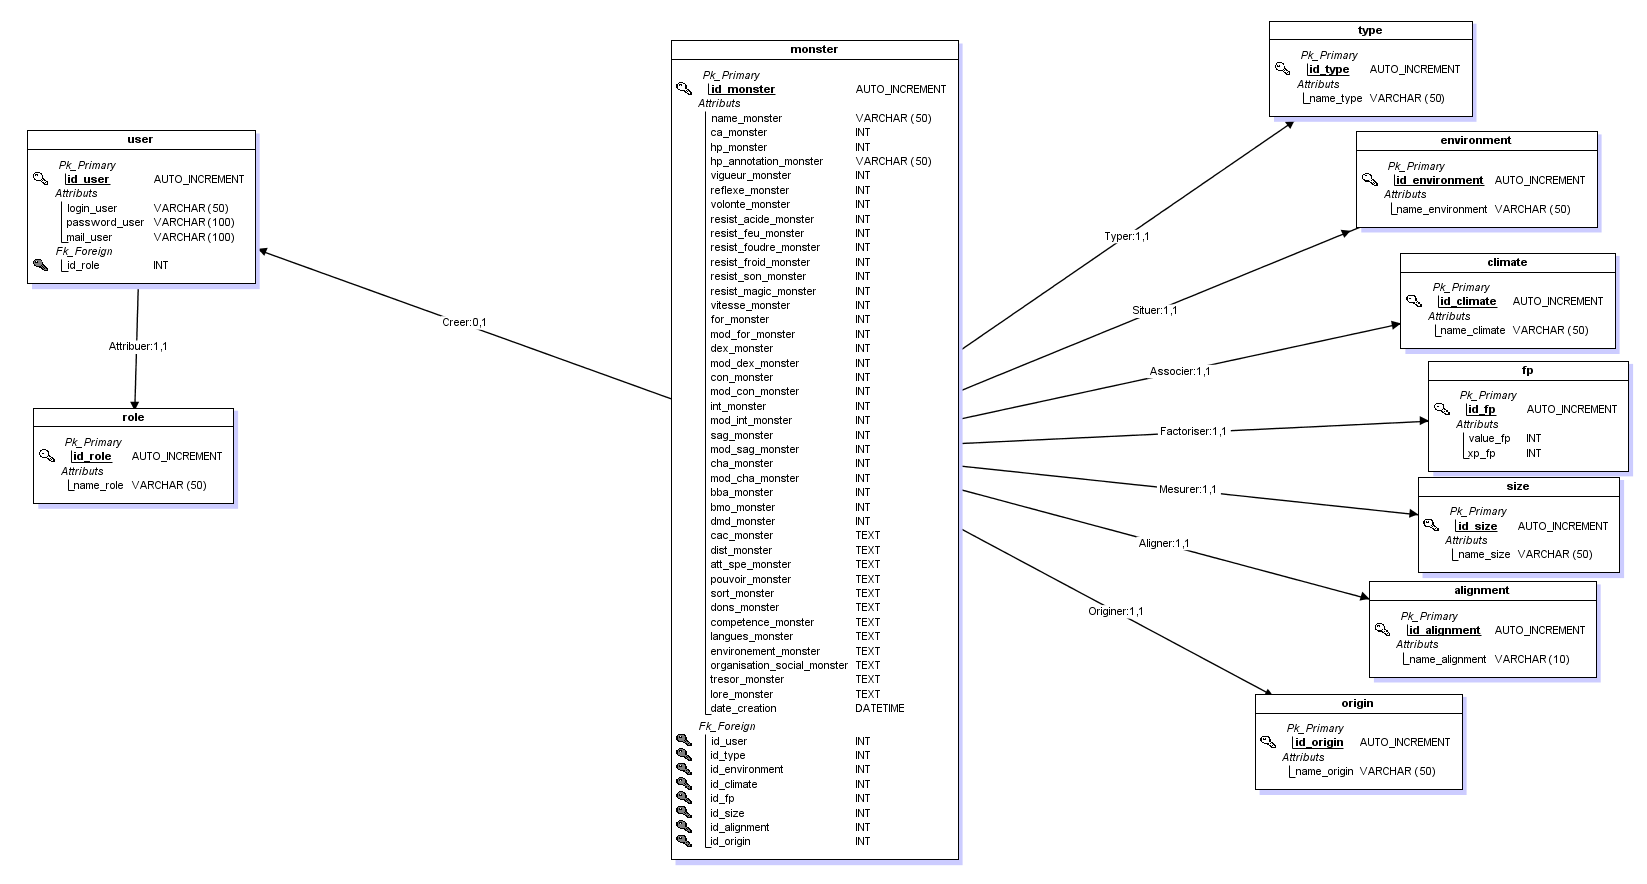 user
Pk_Primary
id_user AUTO_INCREMENT
Attributs
login_user VARCHAR (50)
password_user VARCHAR (100)
mail_user VARCHAR (100)
Fk_Foreign
id_role INT
Attribuer:1,1
role
Pk_Primary
id_role AUTO_INCREMENT
Attributs
name_role VARCHAR (50)
Creer:0,1
monster
Pk_Primary
id_monster AUTO_INCREMENT
Attributs
name_monster VARCHAR (50)
ca_monster INT
hp_monster INT
hp_annotation_monster VARCHAR (50)
vigueur_monster INT
reflexe_monster INT
volonte_monster INT
resist_acide_monster INT
resist_feu_monster INT
resist_foudre_monster INT
resist_froid_monster INT
resist_son_monster INT
resist_magic_monster INT
vitesse_monster INT
for_monster INT
mod_for_monster INT
dex_monster INT
mod_dex_monster INT
con_monster INT
mod_con_monster INT
int_monster INT
mod_int_monster INT
sag_monster INT
mod_sag_monster INT
cha_monster INT
mod_cha_monster INT
bba_monster INT
bmo_monster INT
dmd_monster INT
cac_monster TEXT
dist_monster TEXT
att_spe_monster TEXT
pouvoir_monster TEXT
sort_monster TEXT
dons_monster TEXT
competence_monster TEXT
langues_monster TEXT
environement_monster TEXT
organisation_social_monster TEXT
tresor_monster TEXT
lore_monster TEXT
date_creation DATETIME
Fk_Foreign
id_user INT
id_type INT
id_environment INT
id_climate INT
id_fp INT
id_size INT
id_alignment INT
id_origin INT
Typer:1,1
Situer:1,1
Associer:1,1
Factoriser:1,1
Mesurer:1,1
Aligner:1,1
Originer:1,1
type
Pk_Primary
id_type AUTO_INCREMENT
Attributs
name_type VARCHAR (50)
environment
Pk_Primary
id_environment AUTO_INCREMENT
Attributs
name_environment VARCHAR (50)
climate
Pk_Primary
id_climate AUTO_INCREMENT
Attributs
name_climate VARCHAR (50)
fp
Pk_Primary
id_fp AUTO_INCREMENT
Attributs
value_fp INT
xp_fp INT
size
Pk_Primary
id_size AUTO_INCREMENT
Attributs
name_size VARCHAR (50)
alignment
Pk_Primary
id_alignment AUTO_INCREMENT
Attributs
name_alignment VARCHAR (10)
origin
Pk_Primary
id_origin AUTO_INCREMENT
Attributs
name_origin VARCHAR (50)